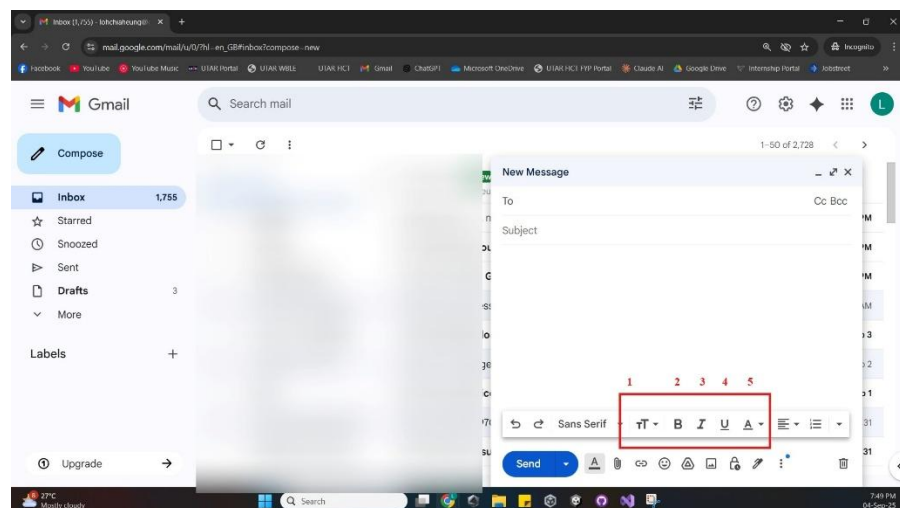 Inbox (1,755) - lohchaheung@
mail.google.com/mail/u/0/?hl=en_GB#inbox?compose=new
Incognito
Facebook YouTube YouTube Music UTAR Portal UTAR WBLE UTAR FICT Gmail ChatGPT Microsoft OneDrive UTAR FICT FYP Portal Claude AI Google Drive Internship Portal Jobstreet
Gmail
Search mail
L
Compose
1–50 of 2,728
New Message
Inbox 1,755
To
Cc Bcc
Starred
Subject
Snoozed
Sent
Drafts 3
More
Labels
1 2 3 4 5
Sans Serif
B I U A
Upgrade
Send
A
27°C
Mostly cloudy
Search
7:49 PM
04-Sep-25